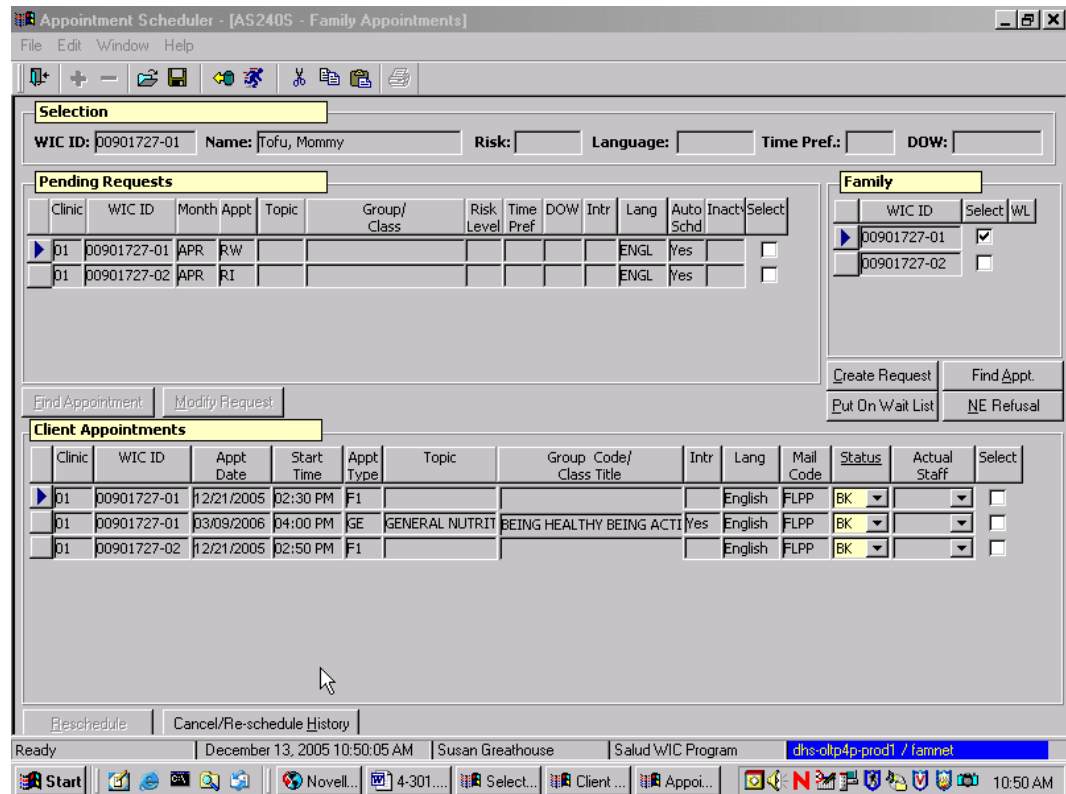 Appointment Scheduler - [AS240S - Family Appointments]
File Edit Window Help
Selection
WIC ID: 00901727-01 Name: Tofu, Mommy Risk: Language: Time Pref.: DOW:
Pending Requests
Clinic WIC ID Month Appt Topic Group/ Class Risk Level Time Pref DOW Intr Lang Auto Schd Inactv Select
01 00901727-01 APR RW ENGL Yes
01 00901727-02 APR RI ENGL Yes
Family
WIC ID Select WL
00901727-01
00901727-02
Create Request Find Appt.
Find Appointment Modify Request Put On Wait List NE Refusal
Client Appointments
Clinic WIC ID Appt Date Start Time Appt Type Topic Group Code/ Class Title Intr Lang Mail Code Status Actual Staff Select
01 00901727-01 12/21/2005 02:30 PM F1 English FLPP BK
01 00901727-01 03/09/2006 04:00 PM GE GENERAL NUTRIT BEING HEALTHY BEING ACTI Yes English FLPP BK
01 00901727-02 12/21/2005 02:50 PM F1 English FLPP BK
Reschedule Cancel/Re-schedule History
Ready December 13, 2005 10:50:05 AM Susan Greathouse Salud WIC Program dhs-oltp4p-prod1 / famnet
Start Novell... 4-301.... Select... Client ... Appoi... 10:50 AM